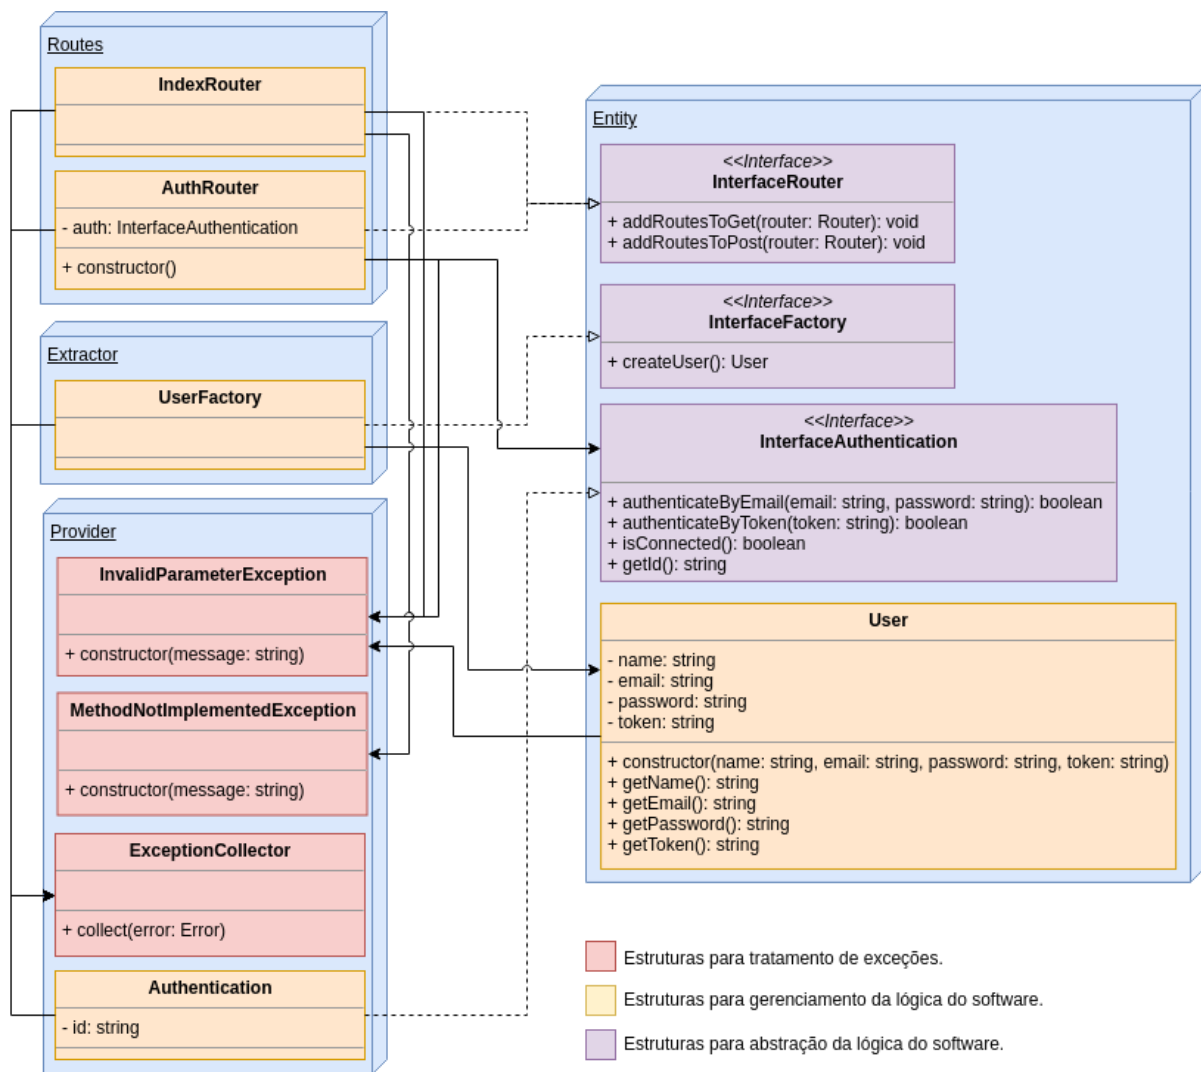 Routes
IndexRouter
AuthRouter
- auth: InterfaceAuthentication
+ constructor()
Extractor
UserFactory
Provider
InvalidParameterException
+ constructor(message: string)
MethodNotImplementedException
+ constructor(message: string)
ExceptionCollector
+ collect(error: Error)
Authentication
- id: string
Entity
<<Interface>>
InterfaceRouter
+ addRoutesToGet(router: Router): void
+ addRoutesToPost(router: Router): void
<<Interface>>
InterfaceFactory
+ createUser(): User
<<Interface>>
InterfaceAuthentication
+ authenticateByEmail(email: string, password: string): boolean
+ authenticateByToken(token: string): boolean
+ isConnected(): boolean
+ getId(): string
User
- name: string
- email: string
- password: string
- token: string
+ constructor(name: string, email: string, password: string, token: string)
+ getName(): string
+ getEmail(): string
+ getPassword(): string
+ getToken(): string
Estruturas para tratamento de exceções.
Estruturas para gerenciamento da lógica do software.
Estruturas para abstração da lógica do software.